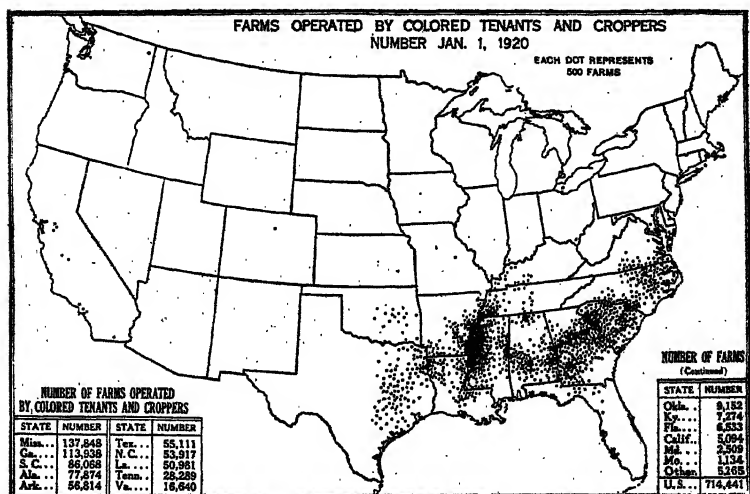 FARMS OPERATED BY COLORED TENANTS AND CROPPERS
NUMBER JAN. 1, 1920
EACH DOT REPRESENTS
500 FARMS
NUMBER OF FARMS OPERATED
BY COLORED TENANTS AND CROPPERS
STATE NUMBER STATE NUMBER
Miss... 137,848 Tex... 55,111
Ga.... 113,938 N.C... 53,917
S.C... 86,068 La.... 50,981
Ala... 77,874 Tenn.. 28,289
Ark... 56,814 Va.... 16,640
NUMBER OF FARMS
(Continued)
STATE NUMBER
Okla... 9,152
Ky.... 7,274
Fla.... 6,533
Calif.. 5,094
Md.... 2,509
Mo.... 1,134
Other. 5,265
U.S... 714,441